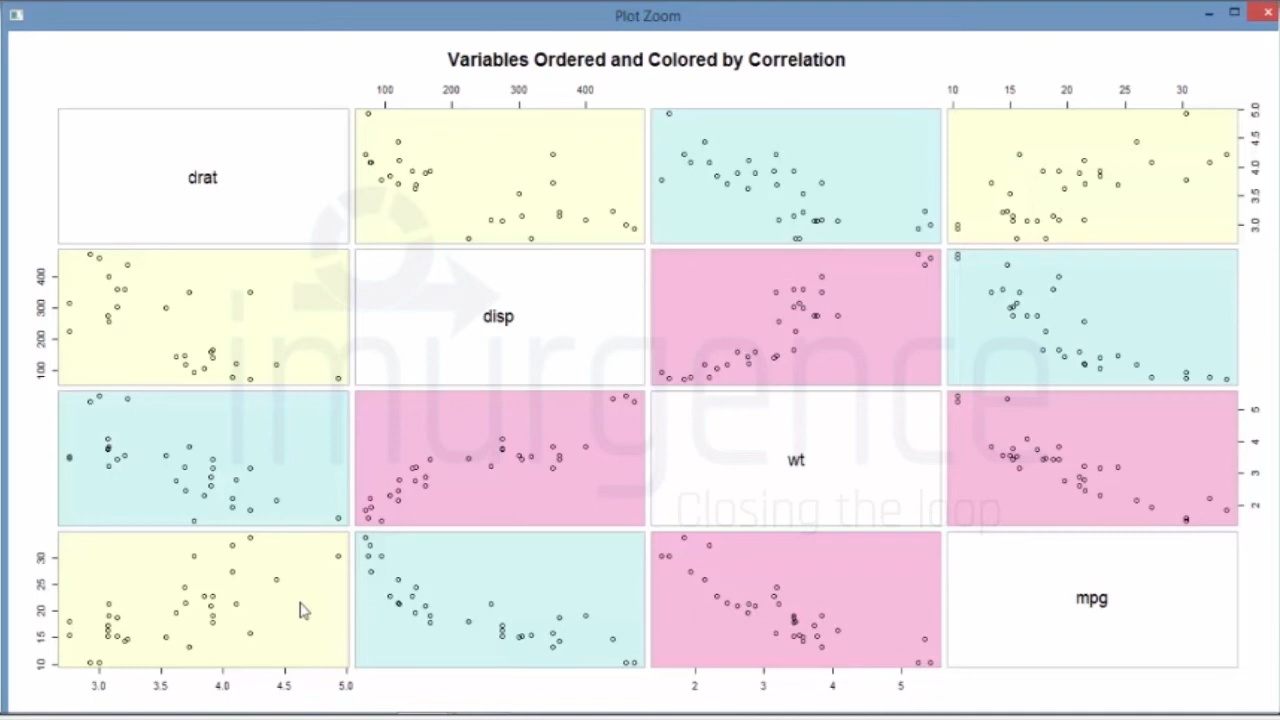 Plot Zoom
Variables Ordered and Colored by Correlation
100 200 300 400
10 15 20 25 30
drat
5.0
4.5
4.0
3.5
3.0
400
300
200
100
disp
imurgence
wt
5
4
3
2
Closing the loop
30
25
20
15
10
mpg
3.0 3.5 4.0 4.5 5.0
2 3 4 5